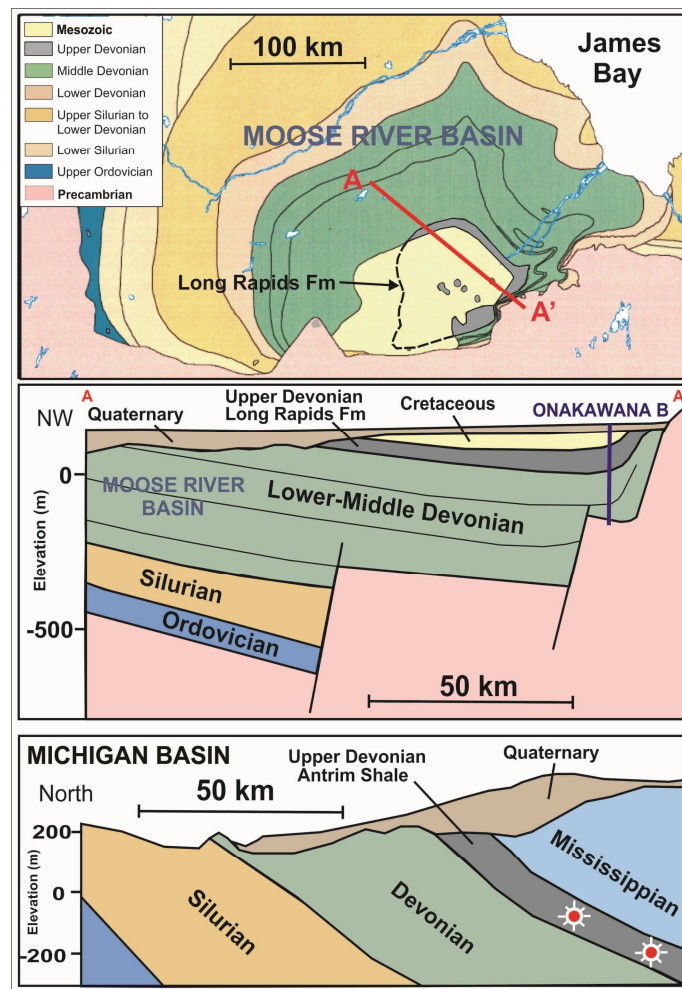 Mesozoic
Upper Devonian
Middle Devonian
Lower Devonian
Upper Silurian to
Lower Devonian
Lower Silurian
Upper Ordovician
Precambrian
100 km
James
Bay
MOOSE RIVER BASIN
A
Long Rapids Fm
A'
A
NW
Quaternary
Upper Devonian
Long Rapids Fm
Cretaceous
ONAKAWANA B
A
0
MOOSE RIVER
BASIN
Lower-Middle Devonian
Elevation (m)
Silurian
-500
Ordovician
50 km
MICHIGAN BASIN
Upper Devonian
Antrim Shale
Quaternary
North
50 km
200
Elevation (m)
0
-200
Silurian
Devonian
Mississippian